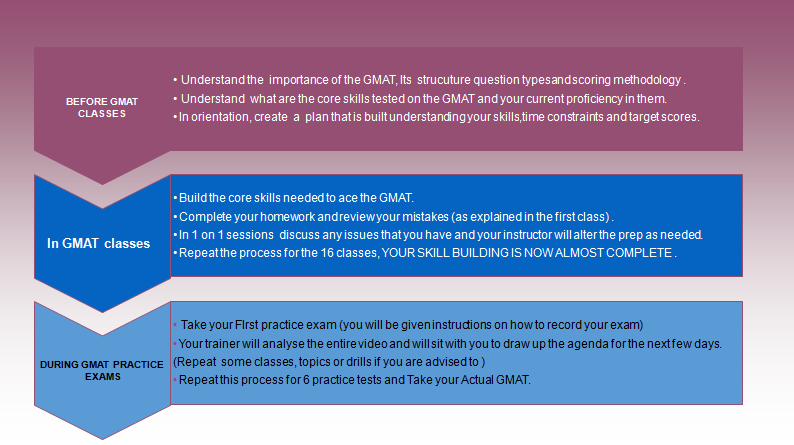 BEFORE GMAT
CLASSES
• Understand the importance of the GMAT, Its strucuture question types and scoring methodology .
• Understand what are the core skills tested on the GMAT and your current proficiency in them.
• In orientation, create a plan that is built understanding your skills,time constraints and target scores.
In GMAT classes
• Build the core skills needed to ace the GMAT.
• Complete your homework and review your mistakes (as explained in the first class) .
• In 1 on 1 sessions discuss any issues that you have and your instructor will alter the prep as needed.
• Repeat the process for the 16 classes, YOUR SKILL BUILDING IS NOW ALMOST COMPLETE .
DURING GMAT PRACTICE
EXAMS
• Take your FIrst practice exam (you will be given instructions on how to record your exam)
• Your trainer will analyse the entire video and will sit with you to draw up the agenda for the next few days.
(Repeat some classes, topics or drills if you are advised to )
• Repeat this process for 6 practice tests and Take your Actual GMAT.